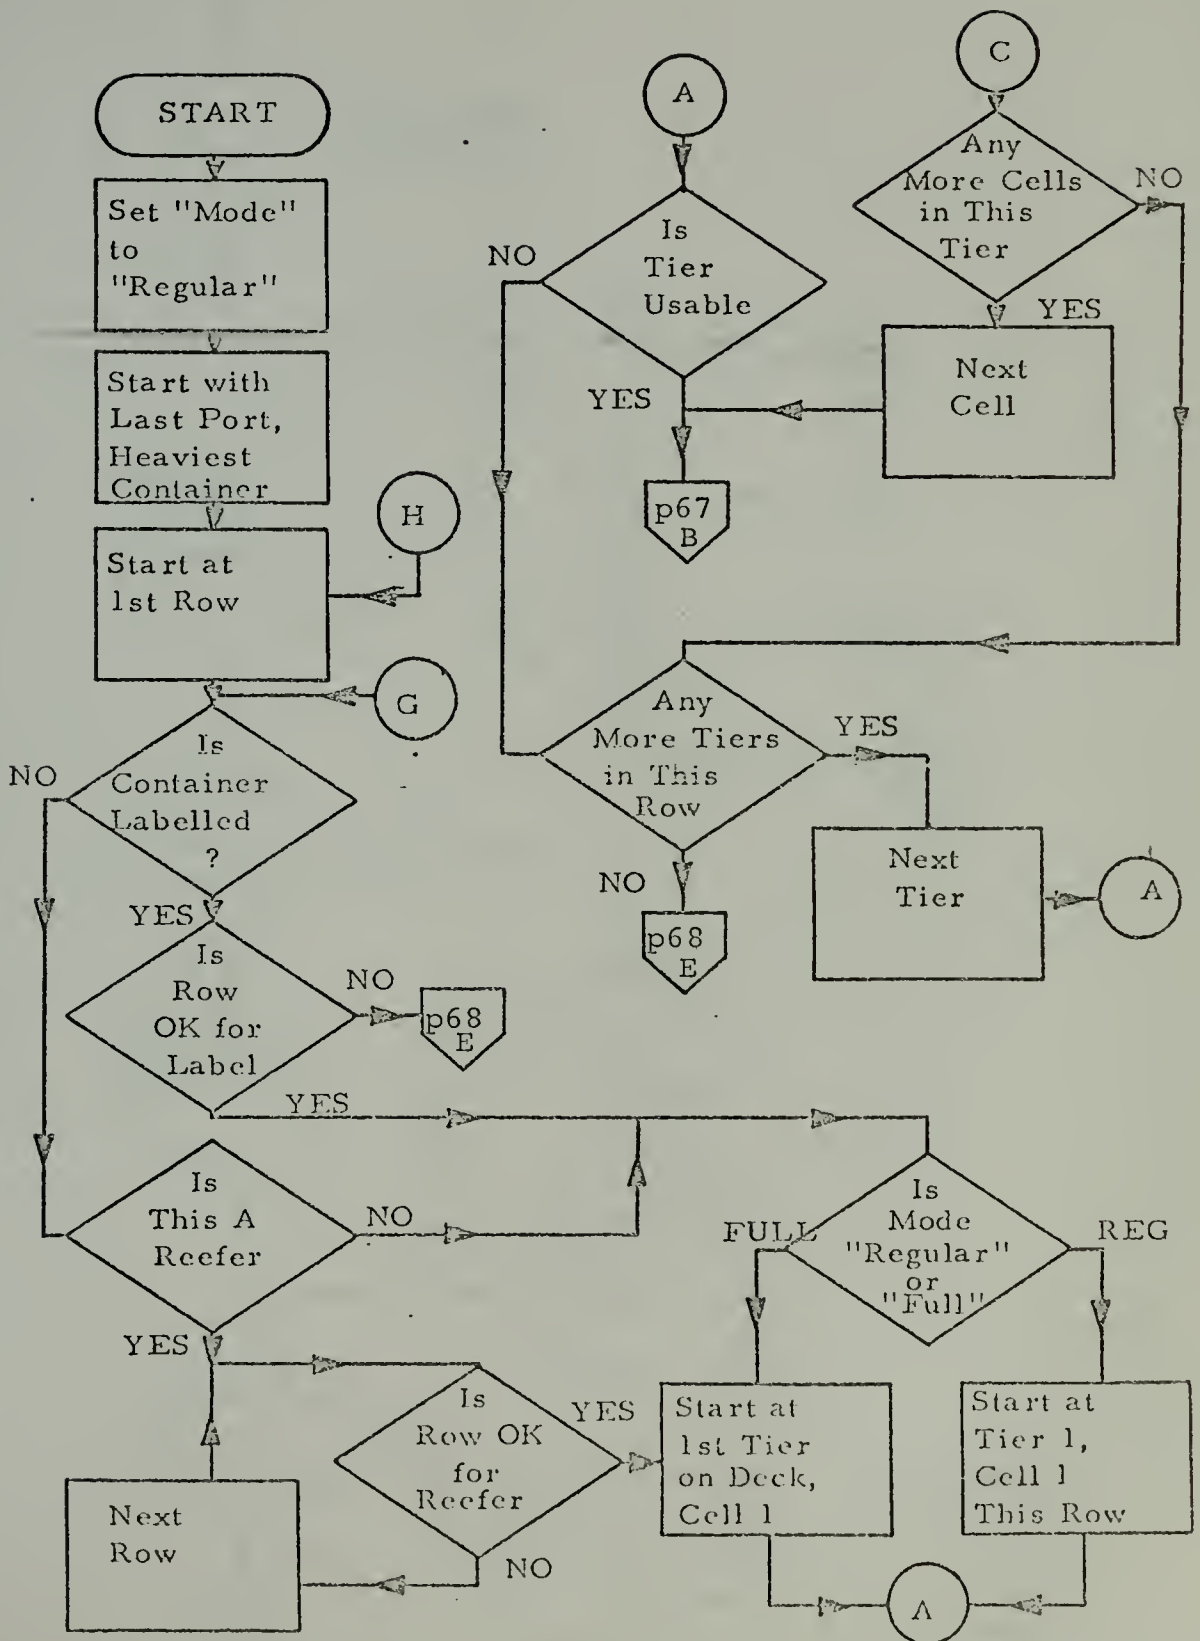 START
Set "Mode"
to
"Regular"
Start with
Last Port,
Heaviest
Container
H
Start at
1st Row
G
Is
Container
Labelled
?
NO
YES
Is
Row
OK for
Label
NO
p68
E
YES
Is
This A
Reefer
NO
YES
Is
Row OK
for
Reefer
YES
NO
Next
Row
Is
Mode
"Regular"
or
"Full"
FULL
REG
Start at
1st Tier
on Deck,
Cell 1
Start at
Tier 1,
Cell 1
This Row
A
A
Is
Tier
Usable
NO
YES
p67
B
C
Any
More Cells
in This
Tier
NO
YES
Next
Cell
Any
More Tiers
in This
Row
YES
NO
p68
E
Next
Tier
A